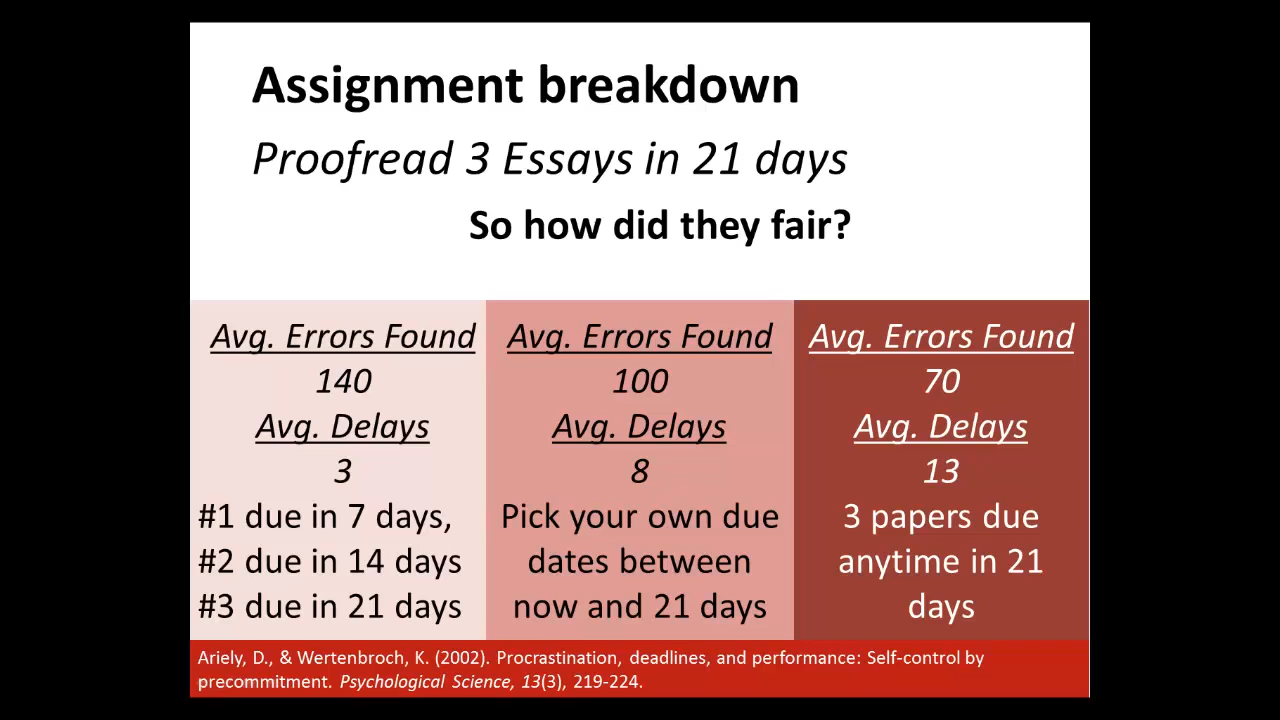 Assignment breakdown
Proofread 3 Essays in 21 days
So how did they fair?
Avg. Errors Found
140
Avg. Delays
3
#1 due in 7 days,
#2 due in 14 days
#3 due in 21 days
Avg. Errors Found
100
Avg. Delays
8
Pick your own due
dates between
now and 21 days
Avg. Errors Found
70
Avg. Delays
13
3 papers due
anytime in 21
days
Ariely, D., & Wertenbroch, K. (2002). Procrastination, deadlines, and performance: Self-control by
precommitment. Psychological Science, 13(3), 219-224.